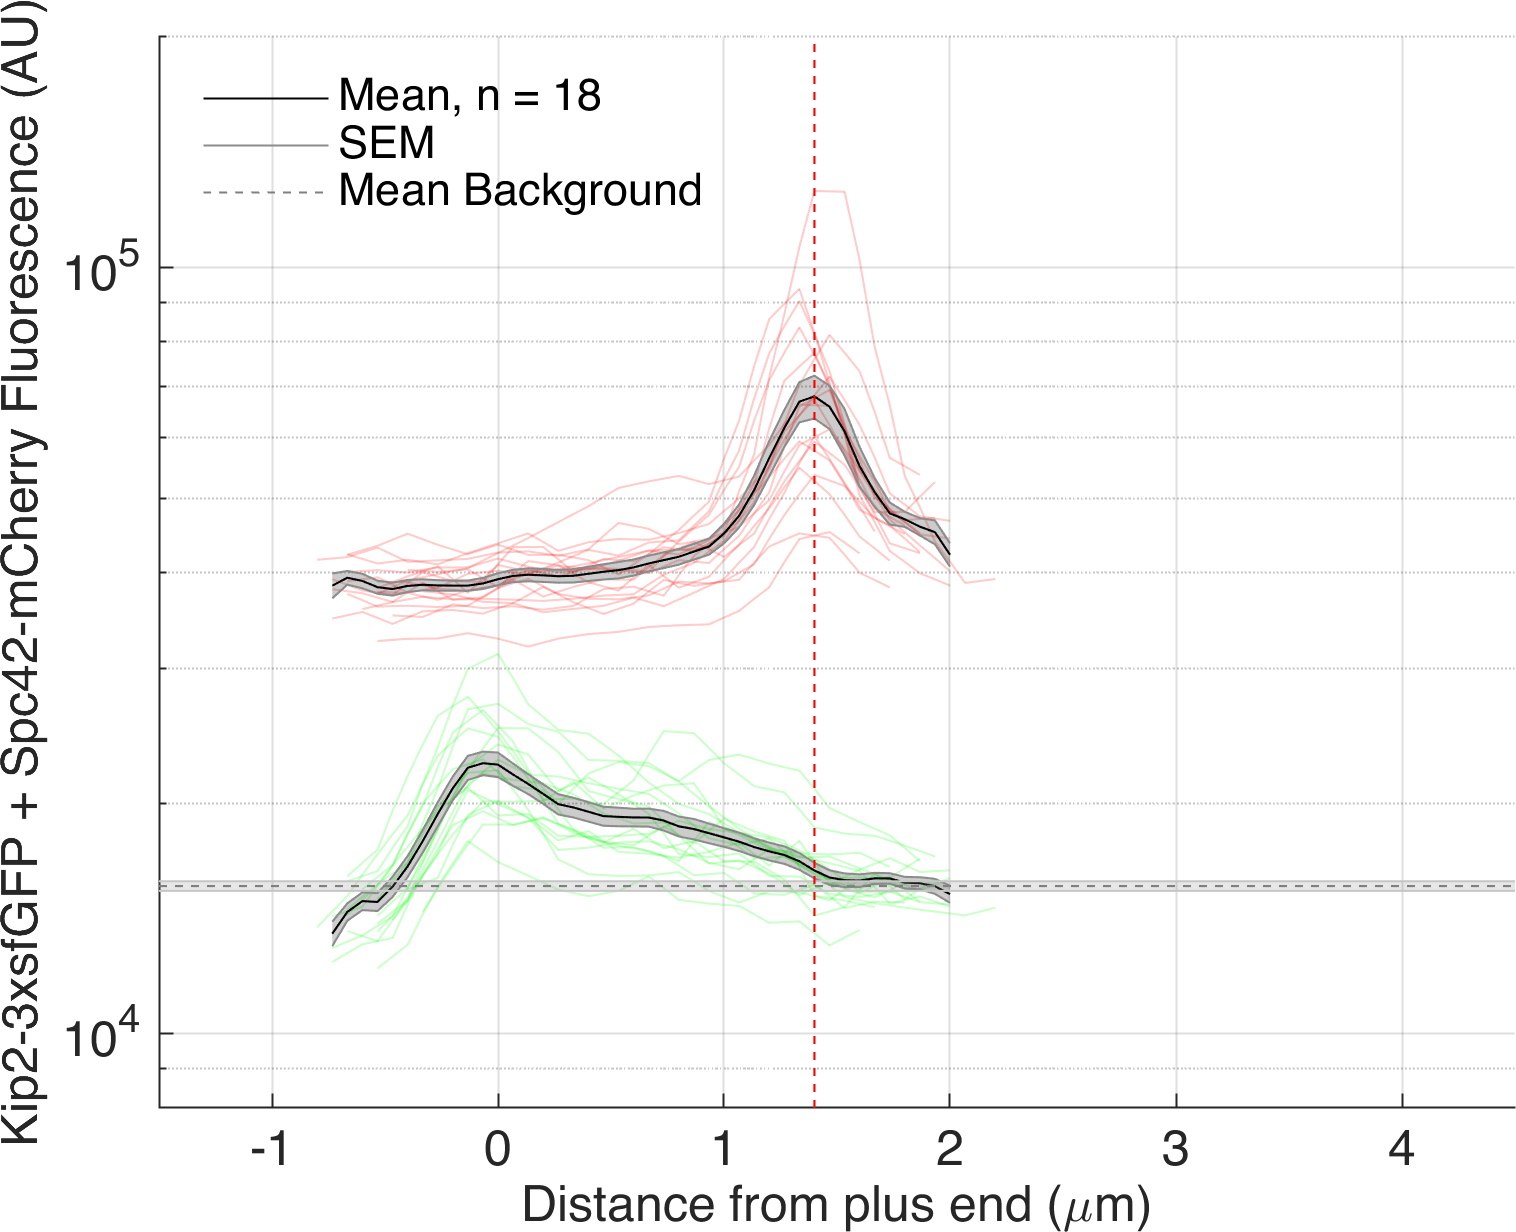 Kip2-3xsfGFP + Spc42-mCherry Fluorescence (AU)
Mean, n = 18
SEM
Mean Background
10^5
10^4
-1 0 1 2 3 4
Distance from plus end (μm)